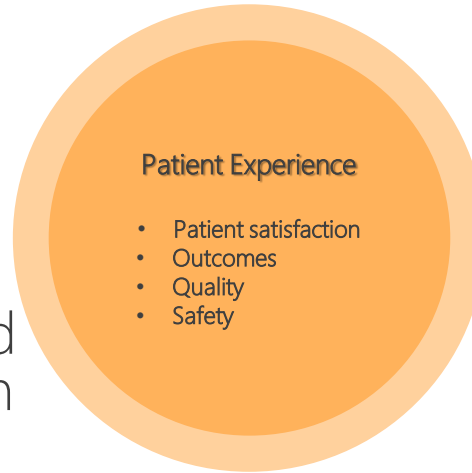 Patient Experience
• Patient satisfaction
• Outcomes
• Quality
• Safety
d
n